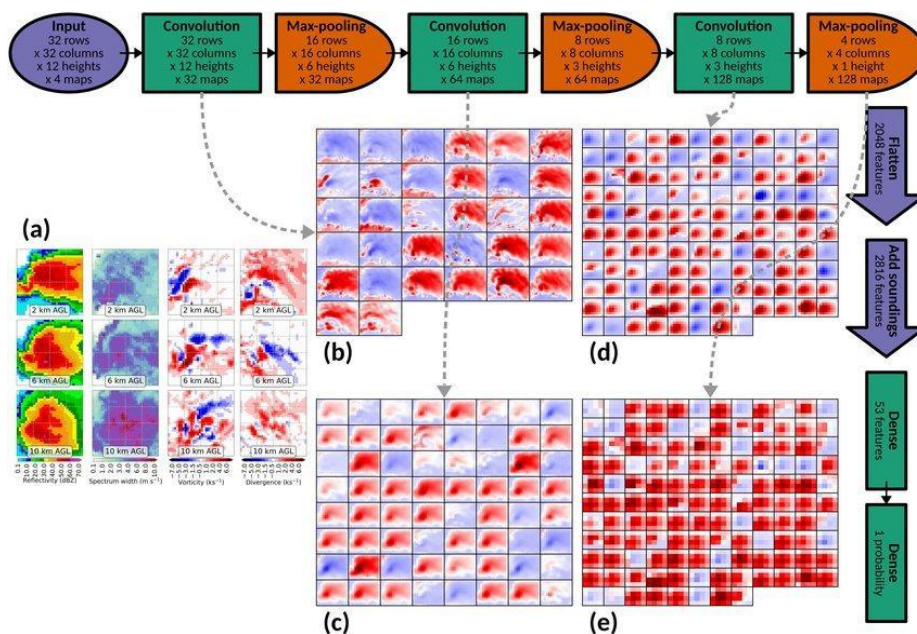 Input
32 rows
x 32 columns
x 12 heights
x 4 maps
Convolution
32 rows
x 32 columns
x 12 heights
x 32 maps
Max-pooling
16 rows
x 16 columns
x 6 heights
x 32 maps
Convolution
16 rows
x 16 columns
x 6 heights
x 64 maps
Max-pooling
8 rows
x 8 columns
x 3 heights
x 64 maps
Convolution
8 rows
x 8 columns
x 3 heights
x 128 maps
Max-pooling
4 rows
x 4 columns
x 1 height
x 128 maps
Flatten
2048 features
Add soundings
2816 features
Dense
53 features
Dense
1 probability
(a)
2 km AGL
2 km AGL
2 km AGL
2 km AGL
6 km AGL
6 km AGL
6 km AGL
6 km AGL
10 km AGL
10 km AGL
10 km AGL
10 km AGL
Reflectivity (dBZ)
Spectrum width (m s⁻¹)
Vorticity (ks⁻¹)
Divergence (ks⁻¹)
(b)
(d)
(c)
(e)